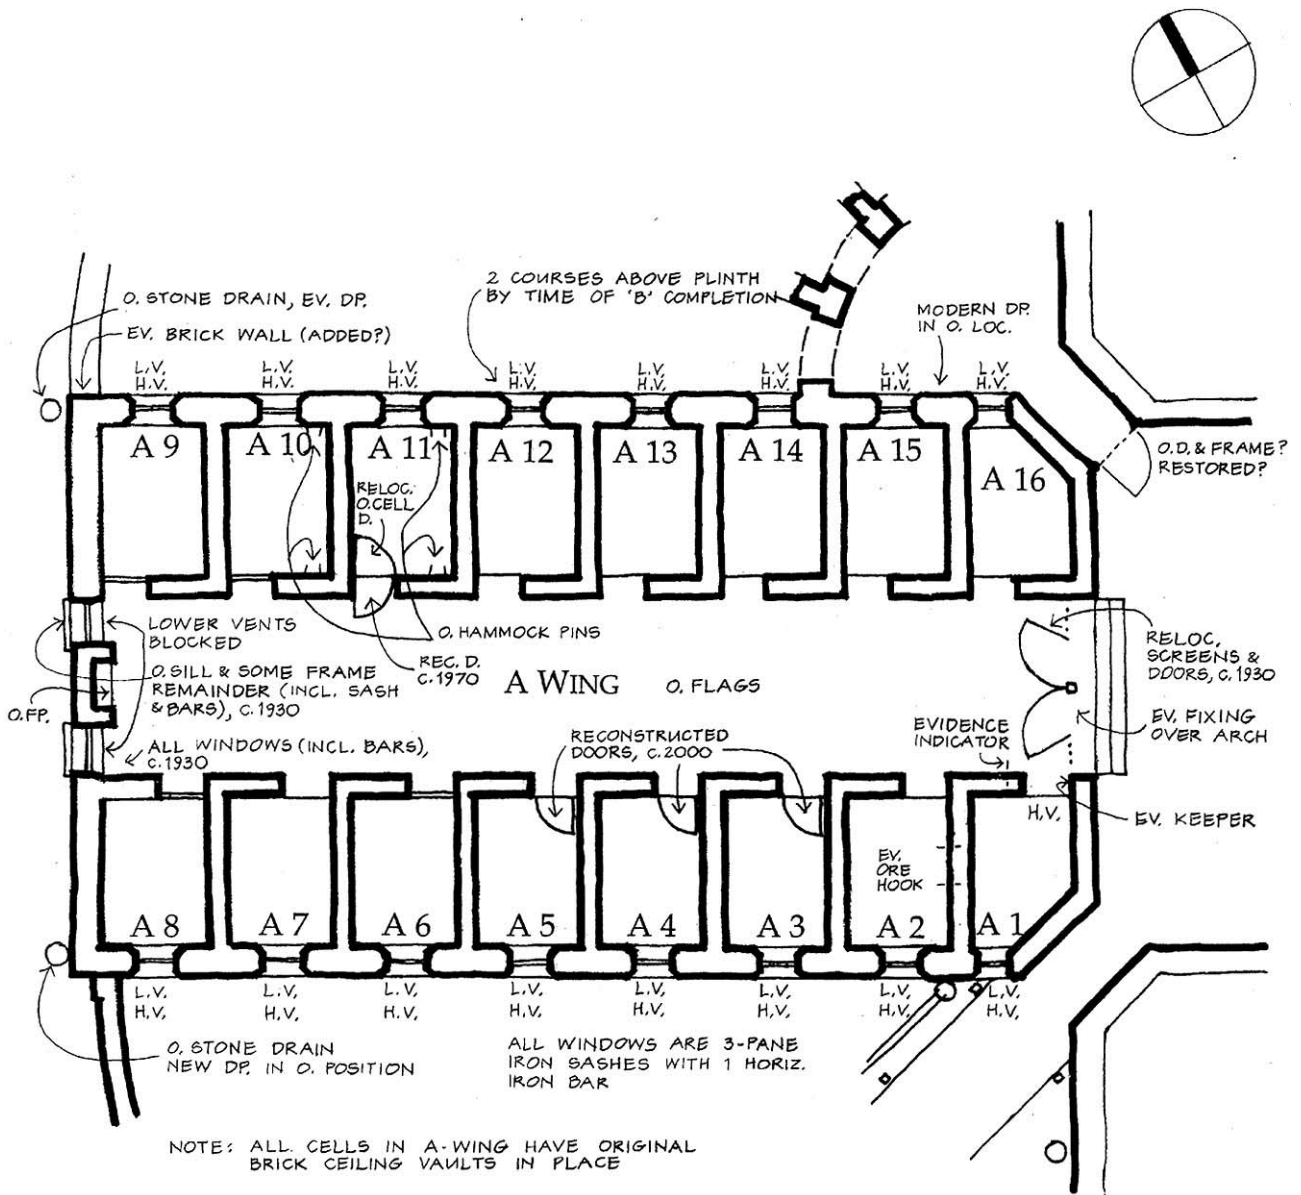 2 COURSES ABOVE PLINTH
BY TIME OF 'B' COMPLETION
O. STONE DRAIN, EV. DP.
EV. BRICK WALL (ADDED?)
MODERN DP.
IN O. LOC.
L.V. L.V. L.V. L.V. L.V. L.V. L.V. L.V.
H.V. H.V. H.V. H.V. H.V. H.V. H.V. H.V.
A 9 A 10 A 11 A 12 A 13 A 14 A 15 A 16
O.D. & FRAME?
RESTORED?
RELOC.
O. CELL
D.
LOWER VENTS
BLOCKED
O. HAMMOCK PINS
RELOC.
SCREENS &
DOORS, C.1930
O. SILL & SOME FRAME
REMAINDER (INCL. SASH
& BARS), C.1930
REC. D.
C.1970
A WING
O. FLAGS
O.FP.
EV. FIXING
OVER ARCH
EVIDENCE
INDICATOR
RECONSTRUCTED
DOORS, C.2000
ALL WINDOWS (INCL. BARS),
C.1930
H.V.
EV. KEEPER
EV.
ORE
HOOK
A 8 A 7 A 6 A 5 A 4 A 3 A 2 A 1
L.V. L.V. L.V. L.V. L.V. L.V. L.V. L.V.
H.V. H.V. H.V. H.V. H.V. H.V. H.V. H.V.
O. STONE DRAIN
NEW DP. IN O. POSITION
ALL WINDOWS ARE 3-PANE
IRON SASHES WITH 1 HORIZ.
IRON BAR
NOTE: ALL CELLS IN A-WING HAVE ORIGINAL
BRICK CEILING VAULTS IN PLACE